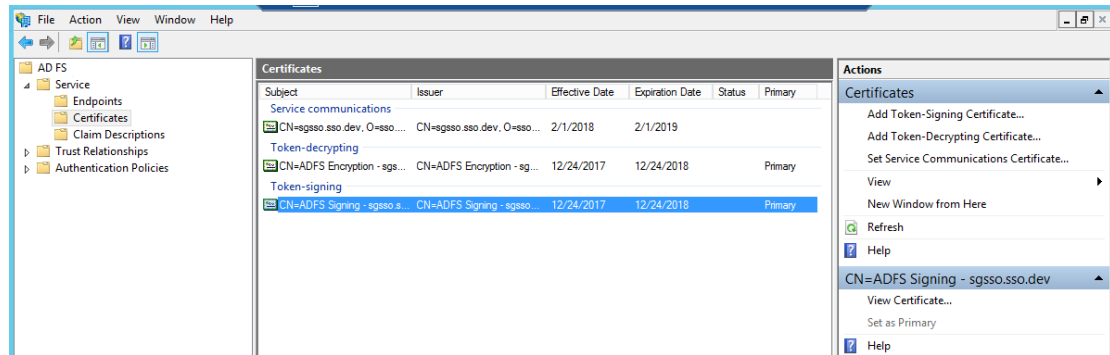 File Action View Window Help
AD FS
Service
Endpoints
Certificates
Claim Descriptions
Trust Relationships
Authentication Policies
Certificates
Subject Issuer Effective Date Expiration Date Status Primary
Service communications
CN=sgsso.sso.dev, O=sso.... CN=sgsso.sso.dev, O=sso... 2/1/2018 2/1/2019
Token-decrypting
CN=ADFS Encryption - sgs... CN=ADFS Encryption - sg... 12/24/2017 12/24/2018 Primary
Token-signing
CN=ADFS Signing - sgsso.s... CN=ADFS Signing - sgsso... 12/24/2017 12/24/2018 Primary
Actions
Certificates
Add Token-Signing Certificate...
Add Token-Decrypting Certificate...
Set Service Communications Certificate...
View
New Window from Here
Refresh
Help
CN=ADFS Signing - sgsso.sso.dev
View Certificate...
Set as Primary
Help